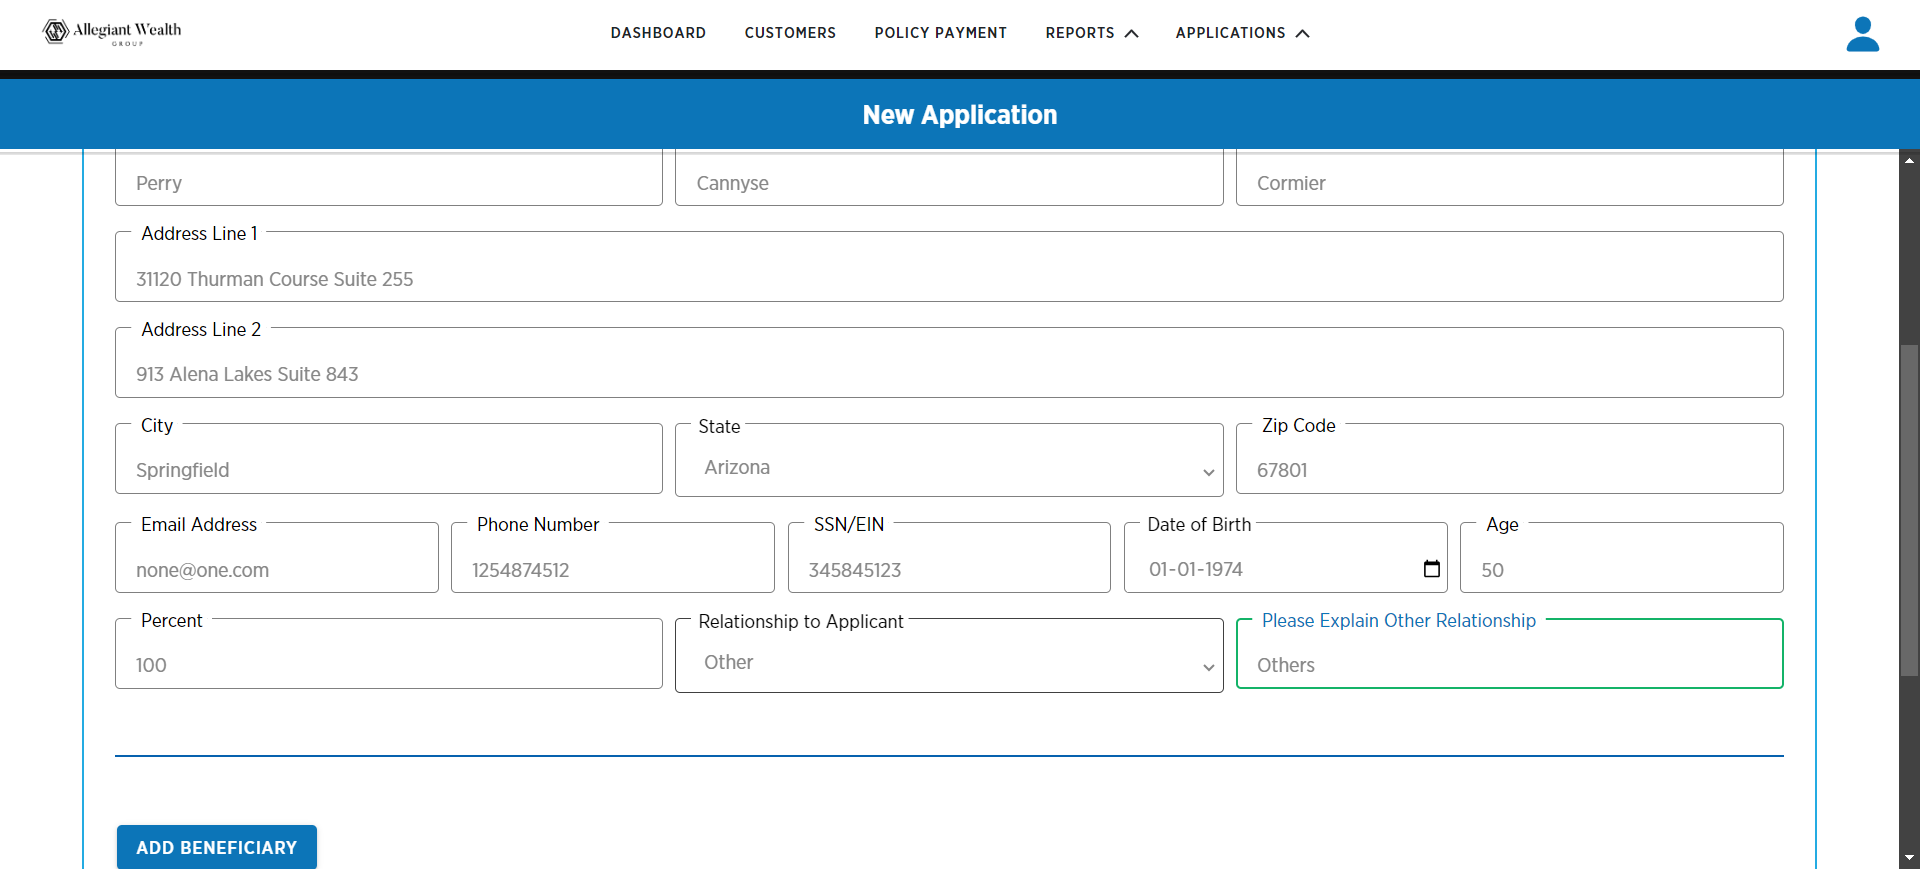 Allegiant Wealth
GROUP
DASHBOARD
CUSTOMERS
POLICY PAYMENT
REPORTS
APPLICATIONS
New Application
Perry
Cannyse
Cormier
Address Line 1
31120 Thurman Course Suite 255
Address Line 2
913 Alena Lakes Suite 843
City
State
Zip Code
Springfield
Arizona
67801
Email Address
Phone Number
SSN/EIN
Date of Birth
Age
none@one.com
1254874512
345845123
01-01-1974
50
Percent
Relationship to Applicant
Please Explain Other Relationship
100
Other
Others
ADD BENEFICIARY